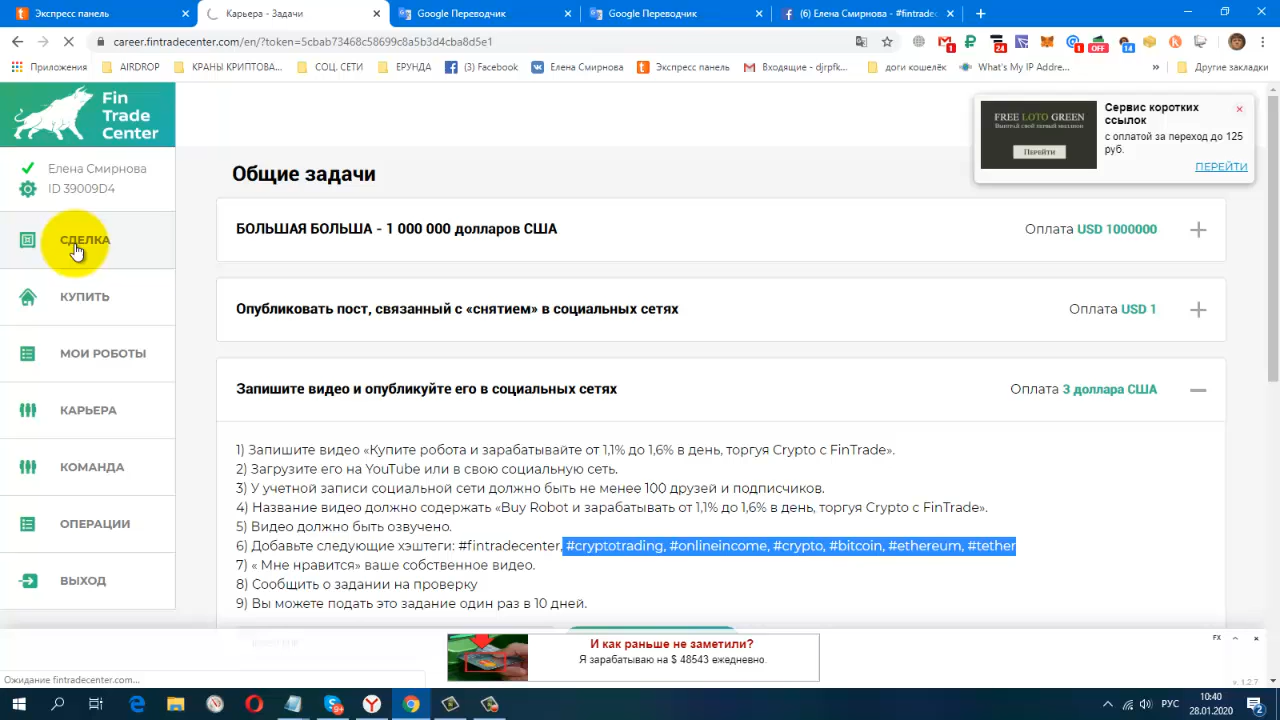 Экспресс панель
Карьера - Задачи
Google Переводчик
Google Переводчик
(6) Елена Смирнова - #fintradec
career.fintradecenter.com/en/?token=5cbab73468c58699c8a5b3d4cba8d5e1
Приложения
AIRDROP
КРАНЫ КРИПТОВА...
СОЦ. СЕТИ
ЕРУНДА
(3) Facebook
Елена Смирнова
Экспресс панель
Входящие - djrpfk...
доги кошелёк
What's My IP Addre...
»
Другие закладки
Fin
Trade
Center
Елена Смирнова
ID 39009D4
СДЕЛКА
КУПИТЬ
МОИ РОБОТЫ
КАРЬЕРА
КОМАНДА
ОПЕРАЦИИ
ВЫХОД
FREE LOTO GREEN
Выиграй свой первый миллион
Перейти
Сервис коротких
ссылок
с оплатой за переход до 125
руб.
ПЕРЕЙТИ
Общие задачи
БОЛЬШАЯ БОЛЬША - 1 000 000 долларов США
Оплата USD 1000000
Опубликовать пост, связанный с «снятием» в социальных сетях
Оплата USD 1
Запишите видео и опубликуйте его в социальных сетях
Оплата 3 доллара США
1) Запишите видео «Купите робота и зарабатывайте от 1,1% до 1,6% в день, торгуя Crypto с FinTrade».
2) Загрузите его на YouTube или в свою социальную сеть.
3) У учетной записи социальной сети должно быть не менее 100 друзей и подписчиков.
4) Название видео должно содержать «Buy Robot и зарабатывать от 1,1% до 1,6% в день, торгуя Crypto с FinTrade».
5) Видео должно быть озвучено.
6) Добавьте следующие хэштеги: #fintradecenter, #cryptotrading, #onlineincome, #crypto, #bitcoin, #ethereum, #tether
7) « Мне нравится» ваше собственное видео.
8) Сообщить о задании на проверку
9) Вы можете подать это задание один раз в 10 дней.
И как раньше не заметили?
Я зарабатываю на $ 48543 ежедневно.
FX
v. 1.2.7
Ожидание fintradecenter.com...
РУС
10:40
28.01.2020